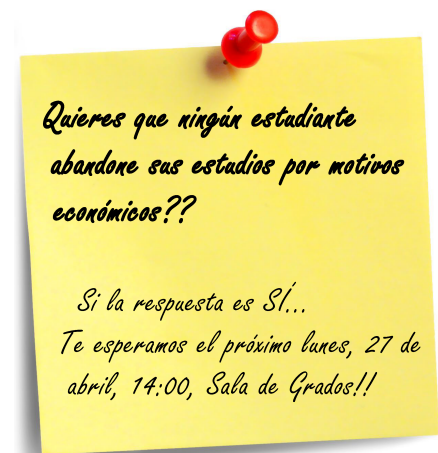 Quieres que ningún estudiante
abandone sus estudios por motivos
económicos??
Si la respuesta es SÍ...
Te esperamos el próximo lunes, 27 de
abril, 14:00, Sala de Grados!!